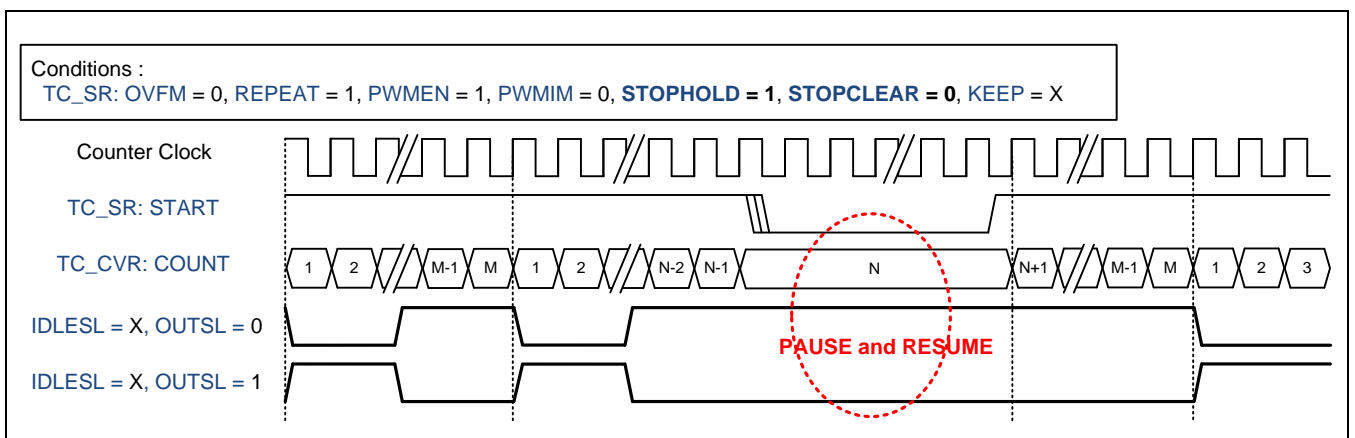 Conditions :
TC_SR: OVFM = 0, REPEAT = 1, PWMEN = 1, PWMIM = 0, STOPHOLD = 1, STOPCLEAR = 0, KEEP = X
Counter Clock
TC_SR: START
TC_CVR: COUNT
1 2 M-1 M 1 2 N-2 N-1 N N+1 M-1 M 1 2 3
IDLESL = X, OUTSL = 0
PAUSE and RESUME
IDLESL = X, OUTSL = 1